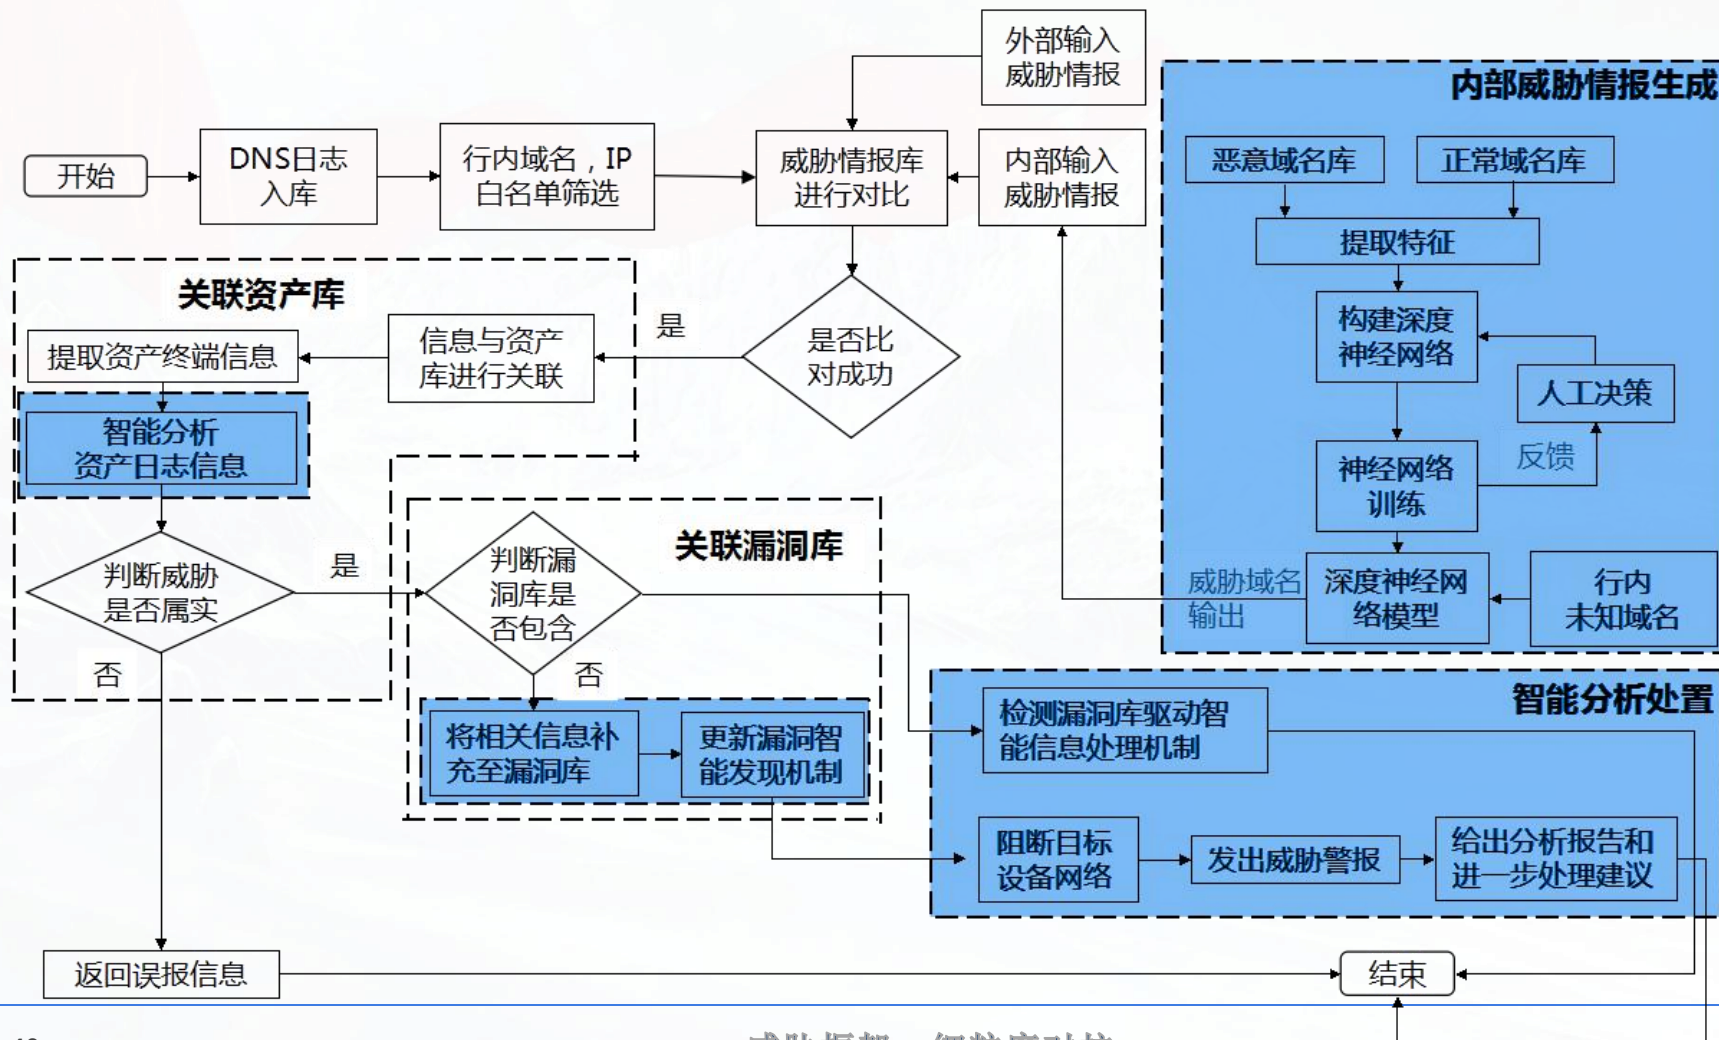 外部输入
威胁情报
内部威胁情报生成
开始
DNS日志
入库
行内域名，IP
白名单筛选
威胁情报库
进行对比
内部输入
威胁情报
恶意域名库
正常域名库
提取特征
构建深度
神经网络
人工决策
反馈
神经网络
训练
威胁域名
输出
深度神经网
络模型
行内
未知域名
关联资产库
提取资产终端信息
信息与资产
库进行关联
是
是否比
对成功
智能分析
资产日志信息
判断威胁
是否属实
是
否
关联漏洞库
判断漏
洞库是
否包含
否
将相关信息补
充至漏洞库
更新漏洞智
能发现机制
智能分析处置
检测漏洞库驱动智
能信息处理机制
阻断目标
设备网络
发出威胁警报
给出分析报告和
进一步处理建议
返回误报信息
结束